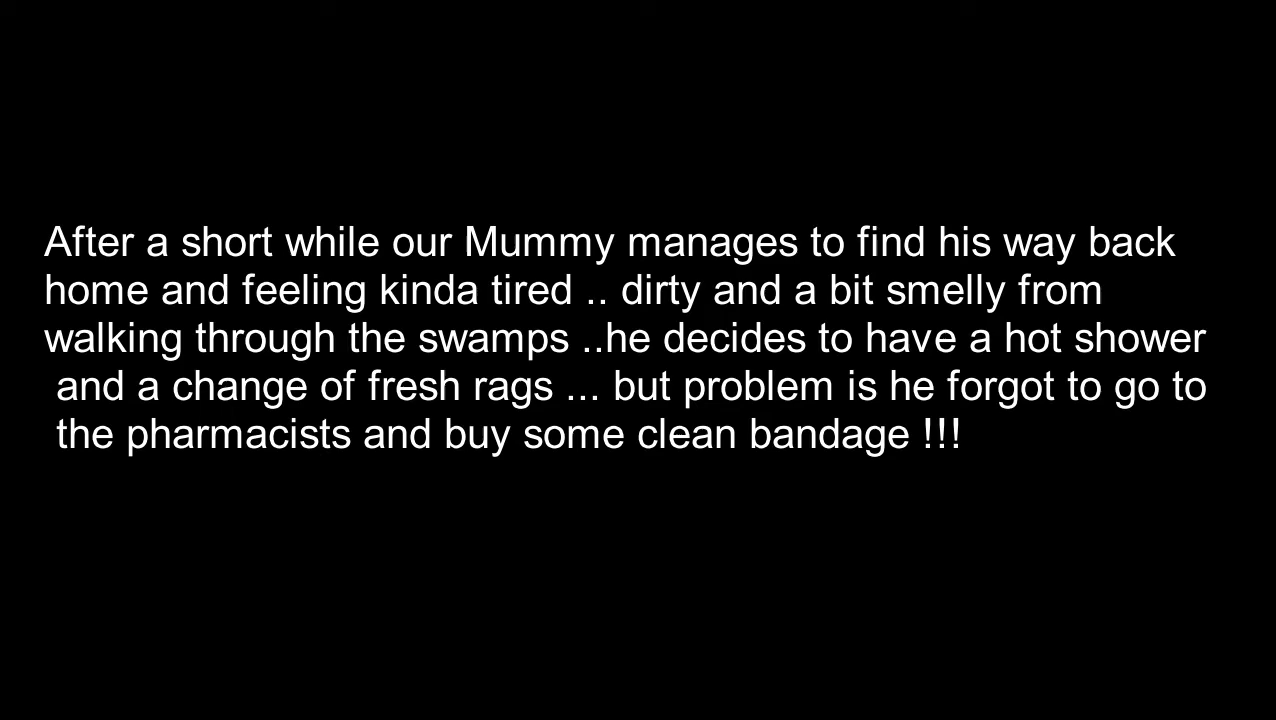 After a short while our Mummy manages to find his way back
home and feeling kinda tired .. dirty and a bit smelly from
walking through the swamps ..he decides to have a hot shower
and a change of fresh rags ... but problem is he forgot to go to
the pharmacists and buy some clean bandage !!!